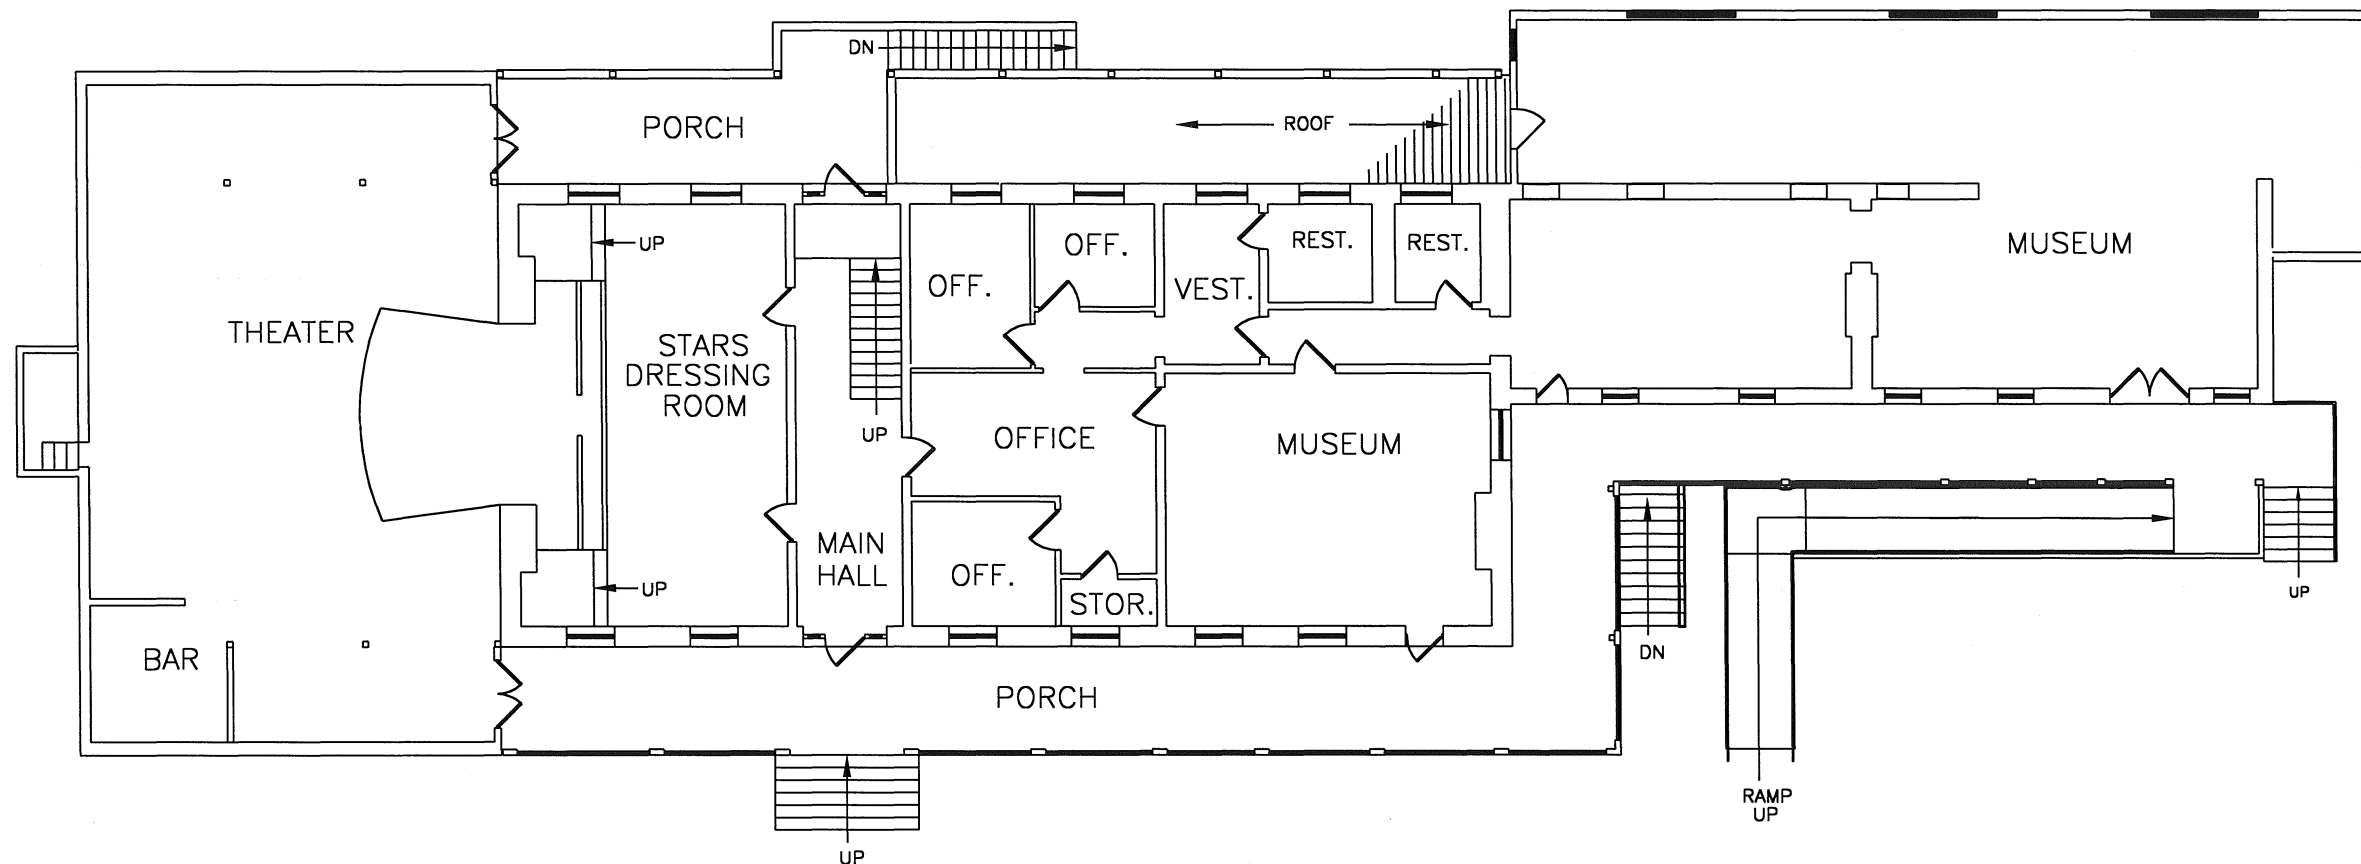 DN
PORCH
ROOF
UP
OFF.
REST.
REST.
MUSEUM
OFF.
VEST.
THEATER
STARS
DRESSING
ROOM
UP
OFFICE
MUSEUM
MAIN
HALL
UP
OFF.
STOR.
UP
BAR
DN
PORCH
RAMP
UP
UP